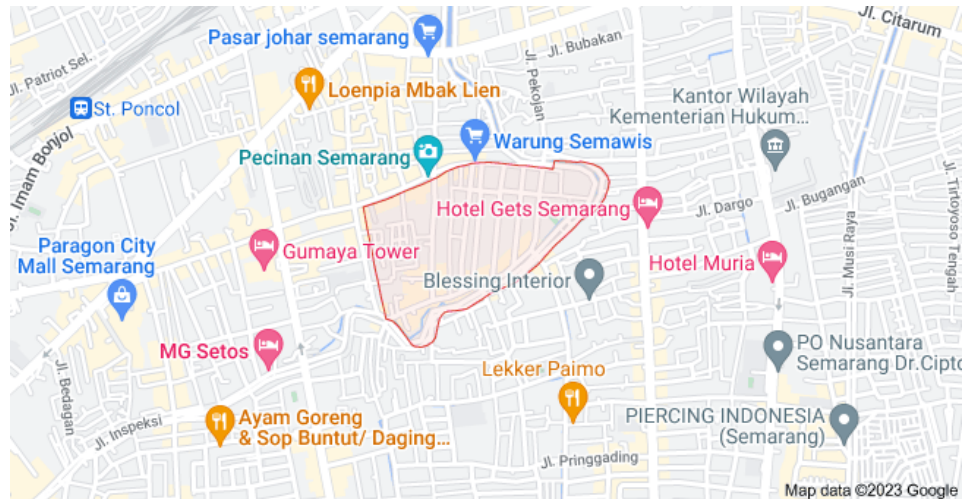 Jl. Citarum
Pasar johar semarang
Jl. Bubakan
Jl. Patriot Sel.
Jl. Pekojan
Loenpia Mbak Lien
Kantor Wilayah
Kementerian Hukum...
St. Poncol
Warung Semawis
Pecinan Semarang
Jl. Imam Bonjol
Jl. Bugangan
Hotel Gets Semarang
Jl. Dargo
Jl. Tirtoyoso Tengah
Paragon City
Mall Semarang
Gumaya Tower
Jl. Musi Raya
Hotel Muria
Blessing Interior
MG Setos
PO Nusantara
Semarang Dr.Cipto
Lekker Paimo
Jl. Bedagan
Ayam Goreng
& Sop Buntut/ Daging...
PIERCING INDONESIA
(Semarang)
Jl. Inspeksi
Jl. Pringgading
Map data ©2023 Google